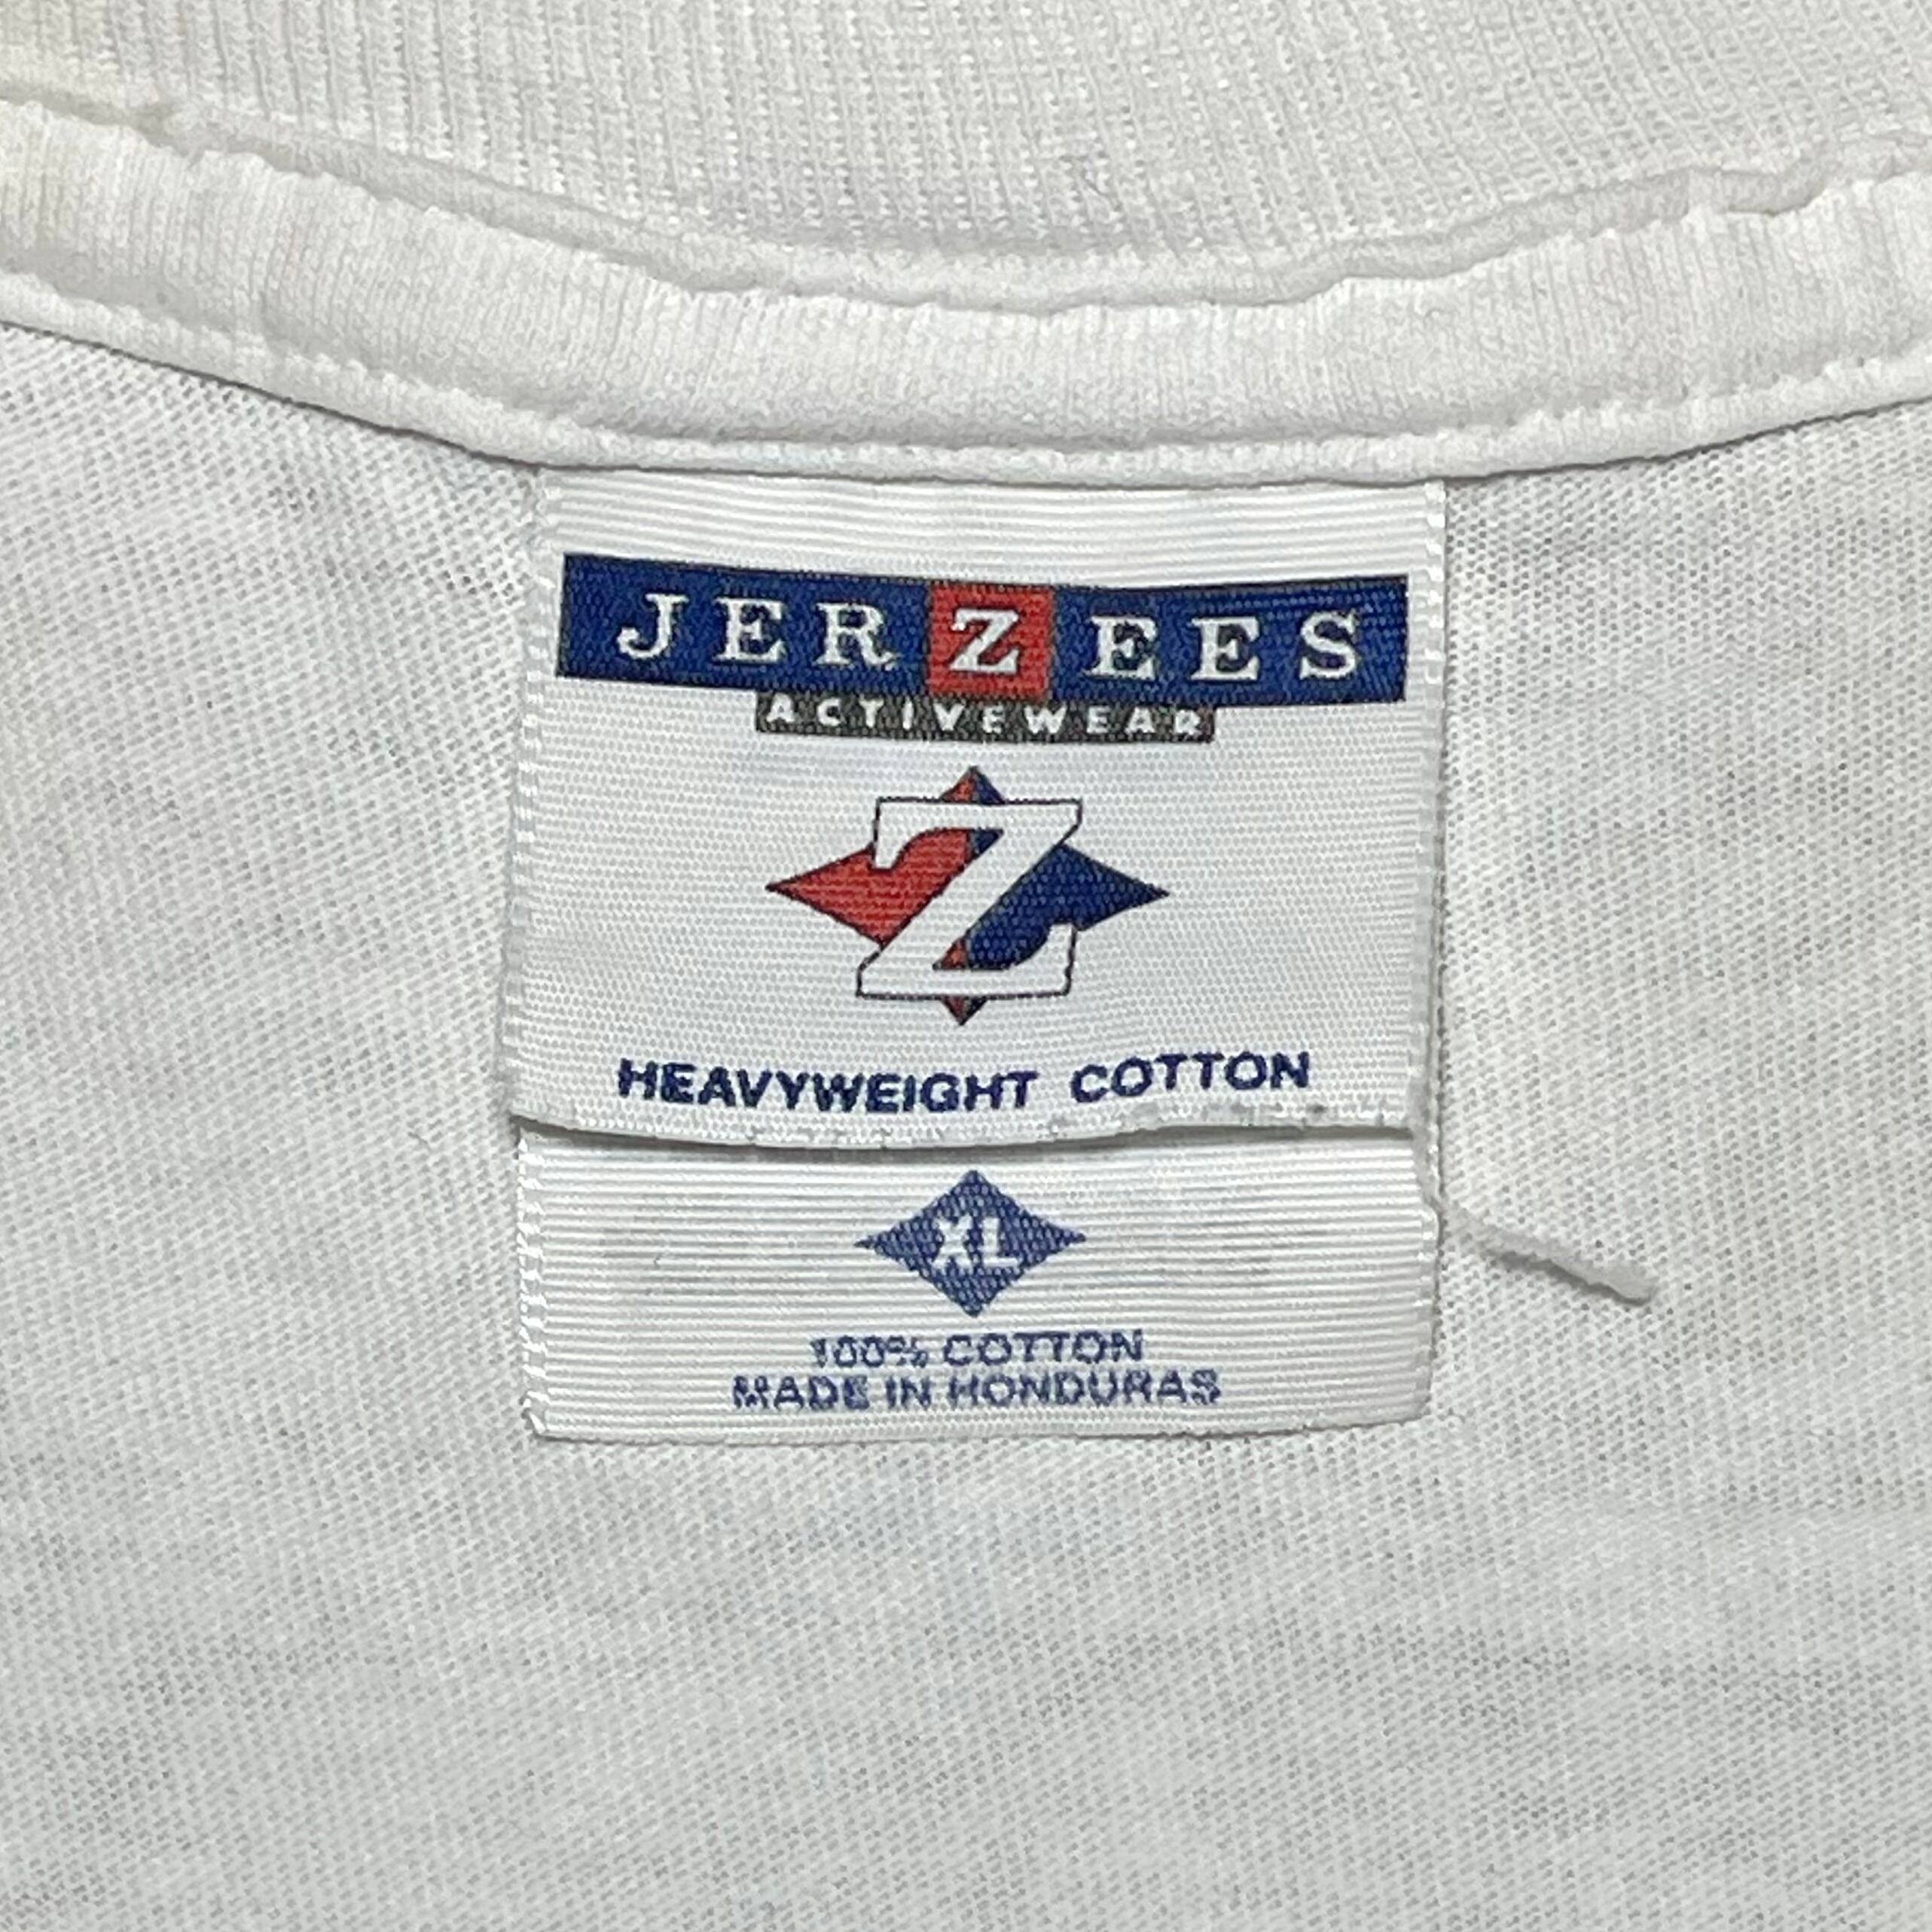 JERZEES
ACTIVEWEAR
Z
HEAVYWEIGHT COTTON
XL
100% COTTON
MADE IN HONDURAS